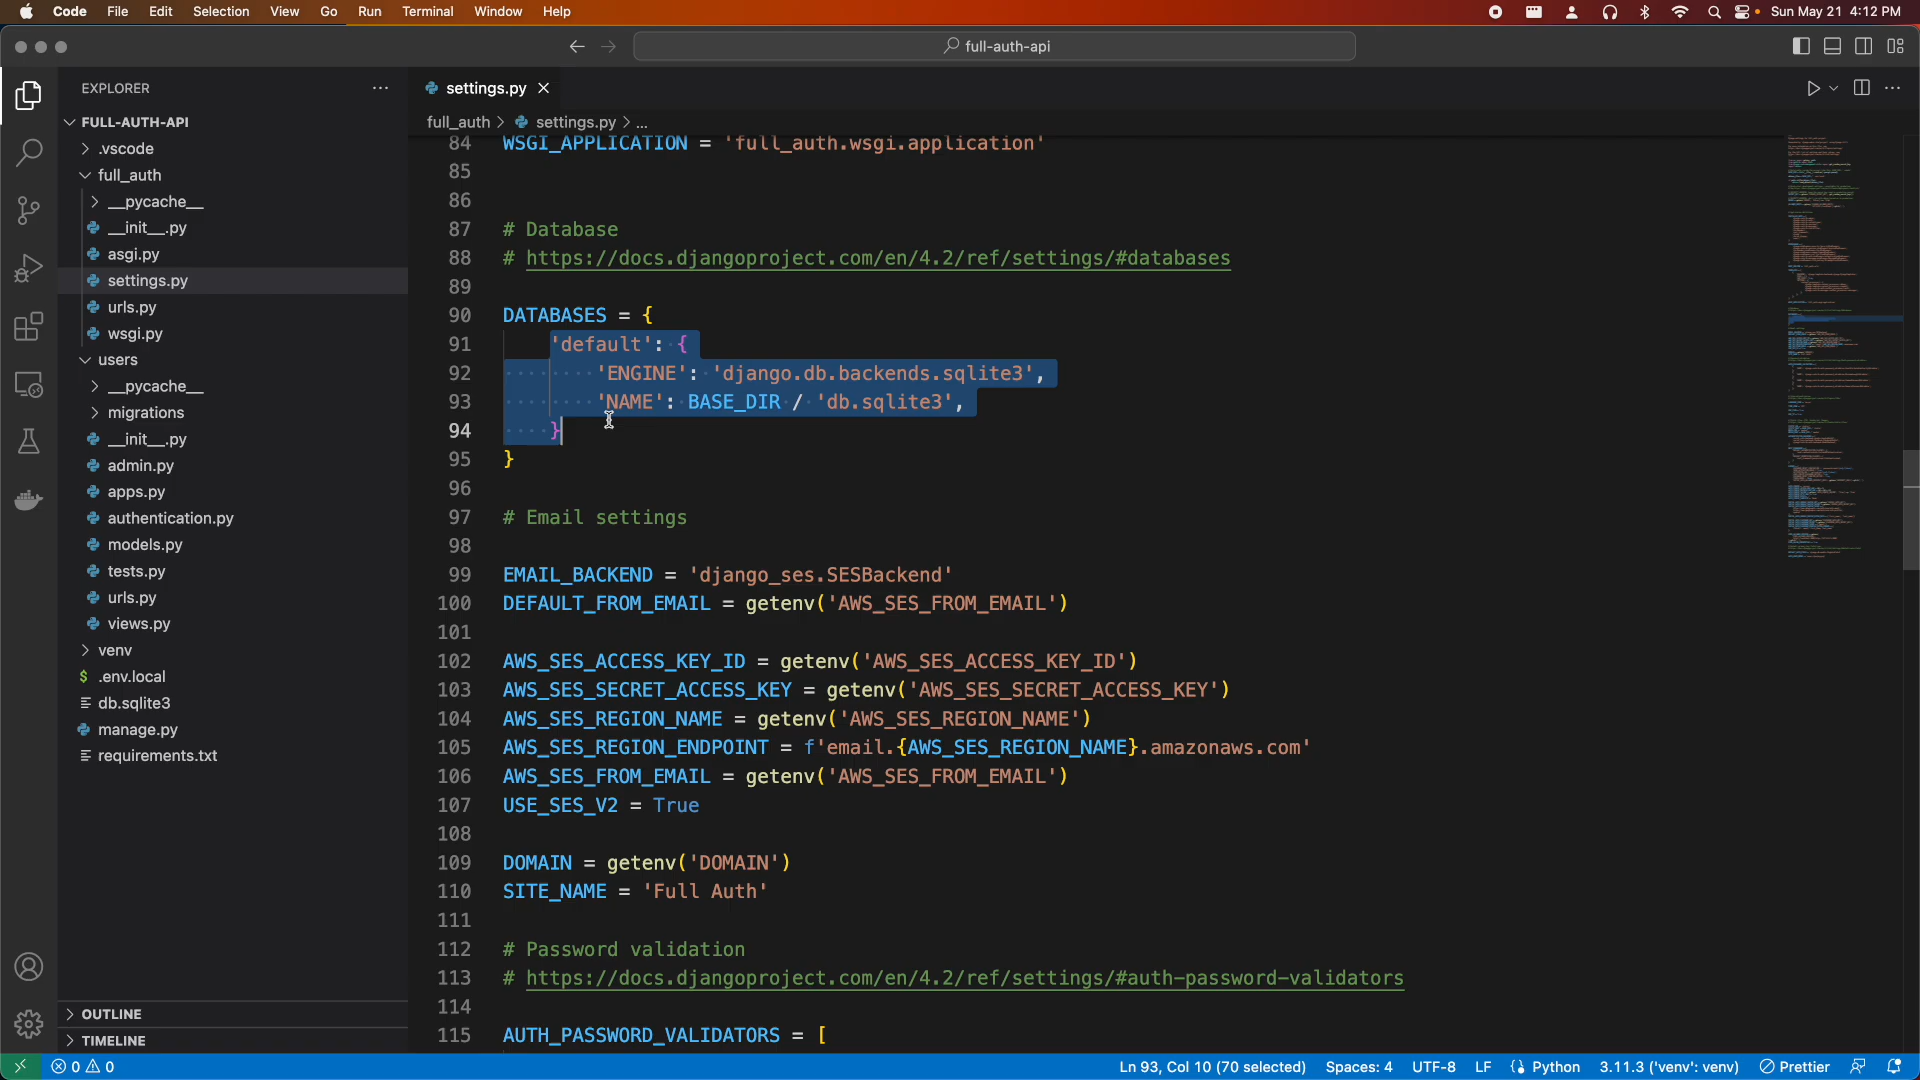 Code File Edit Selection View Go Run Terminal Window Help
Sun May 21 4:12 PM
full-auth-api
EXPLORER
FULL-AUTH-API
.vscode
full_auth
__pycache__
__init__.py
asgi.py
settings.py
urls.py
wsgi.py
users
__pycache__
migrations
__init__.py
admin.py
apps.py
authentication.py
models.py
tests.py
urls.py
views.py
venv
.env.local
db.sqlite3
manage.py
requirements.txt
OUTLINE
TIMELINE
settings.py
full_auth > settings.py > ...
84 WSGI_APPLICATION = 'full_auth.wsgi.application'
85
86
87 # Database
88 # https://docs.djangoproject.com/en/4.2/ref/settings/#databases
89
90 DATABASES = {
91 'default': {
92 'ENGINE': 'django.db.backends.sqlite3',
93 'NAME': BASE_DIR / 'db.sqlite3',
94 }
95 }
96
97 # Email settings
98
99 EMAIL_BACKEND = 'django_ses.SESBackend'
100 DEFAULT_FROM_EMAIL = getenv('AWS_SES_FROM_EMAIL')
101
102 AWS_SES_ACCESS_KEY_ID = getenv('AWS_SES_ACCESS_KEY_ID')
103 AWS_SES_SECRET_ACCESS_KEY = getenv('AWS_SES_SECRET_ACCESS_KEY')
104 AWS_SES_REGION_NAME = getenv('AWS_SES_REGION_NAME')
105 AWS_SES_REGION_ENDPOINT = f'email.{AWS_SES_REGION_NAME}.amazonaws.com'
106 AWS_SES_FROM_EMAIL = getenv('AWS_SES_FROM_EMAIL')
107 USE_SES_V2 = True
108
109 DOMAIN = getenv('DOMAIN')
110 SITE_NAME = 'Full Auth'
111
112 # Password validation
113 # https://docs.djangoproject.com/en/4.2/ref/settings/#auth-password-validators
114
115 AUTH_PASSWORD_VALIDATORS = [
0 0
Ln 93, Col 10 (70 selected) Spaces: 4 UTF-8 LF Python 3.11.3 ('venv': venv) Prettier